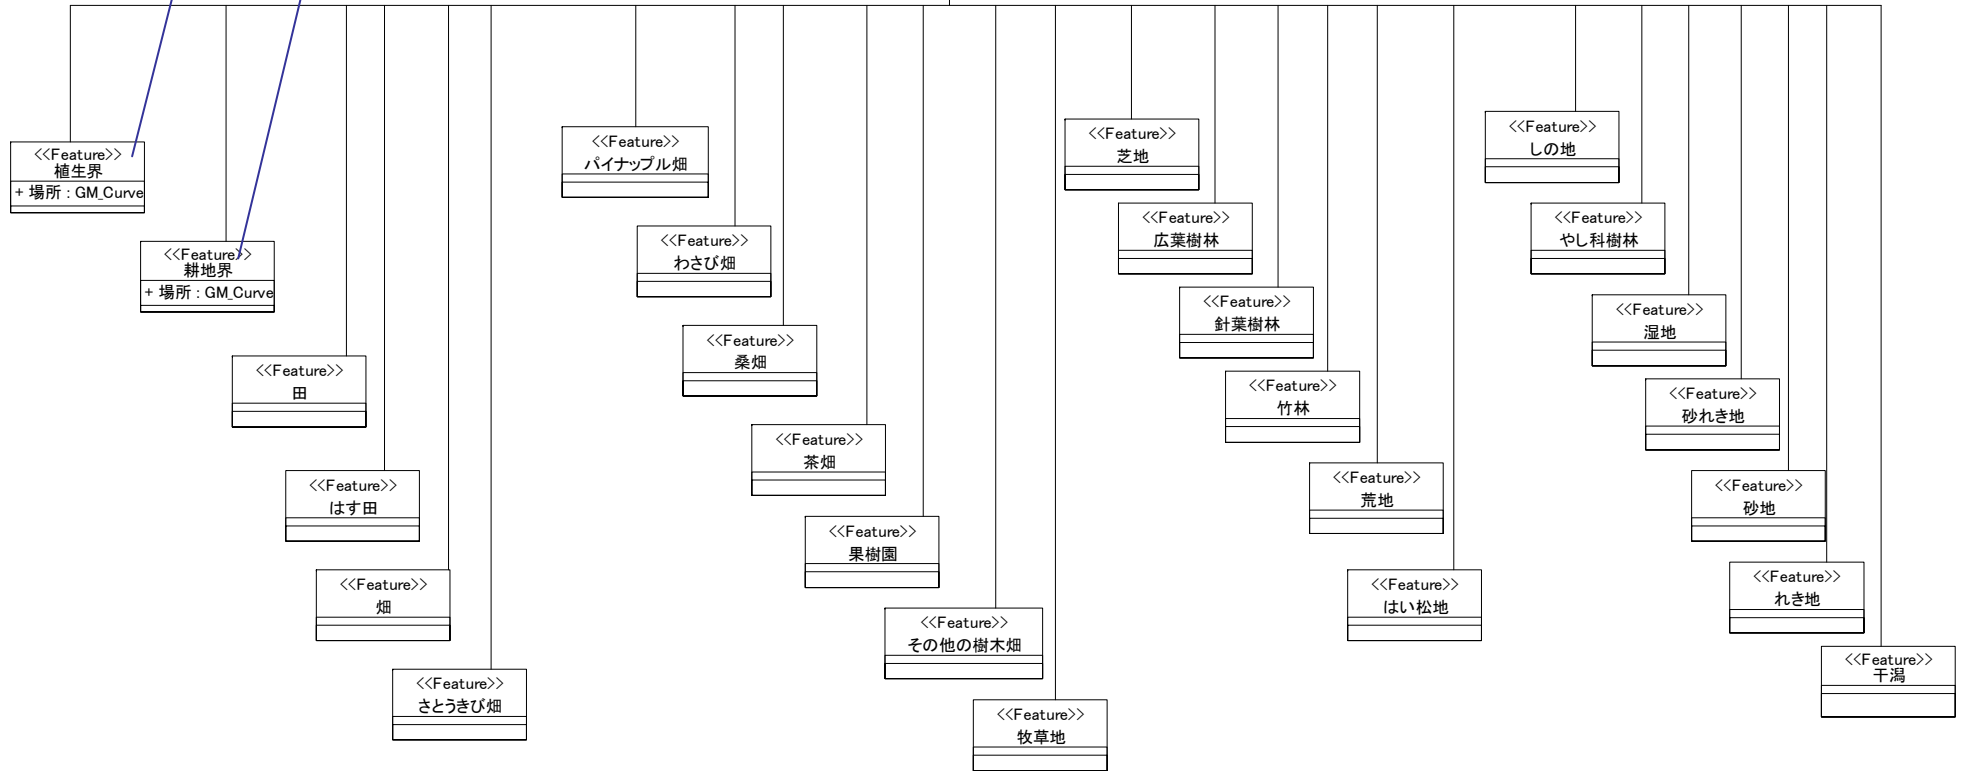 <<Feature>>
植生界
+ 場所 : GM_Curve
<<Feature>>
耕地界
+ 場所 : GM_Curve
<<Feature>>
田
<<Feature>>
はす田
<<Feature>>
畑
<<Feature>>
さとうきび畑
<<Feature>>
パイナップル畑
<<Feature>>
わさび畑
<<Feature>>
桑畑
<<Feature>>
茶畑
<<Feature>>
果樹園
<<Feature>>
その他の樹木畑
<<Feature>>
牧草地
<<Feature>>
芝地
<<Feature>>
広葉樹林
<<Feature>>
針葉樹林
<<Feature>>
竹林
<<Feature>>
荒地
<<Feature>>
はい松地
<<Feature>>
しの地
<<Feature>>
やし科樹林
<<Feature>>
湿地
<<Feature>>
砂れき地
<<Feature>>
砂地
<<Feature>>
れき地
<<Feature>>
干潟